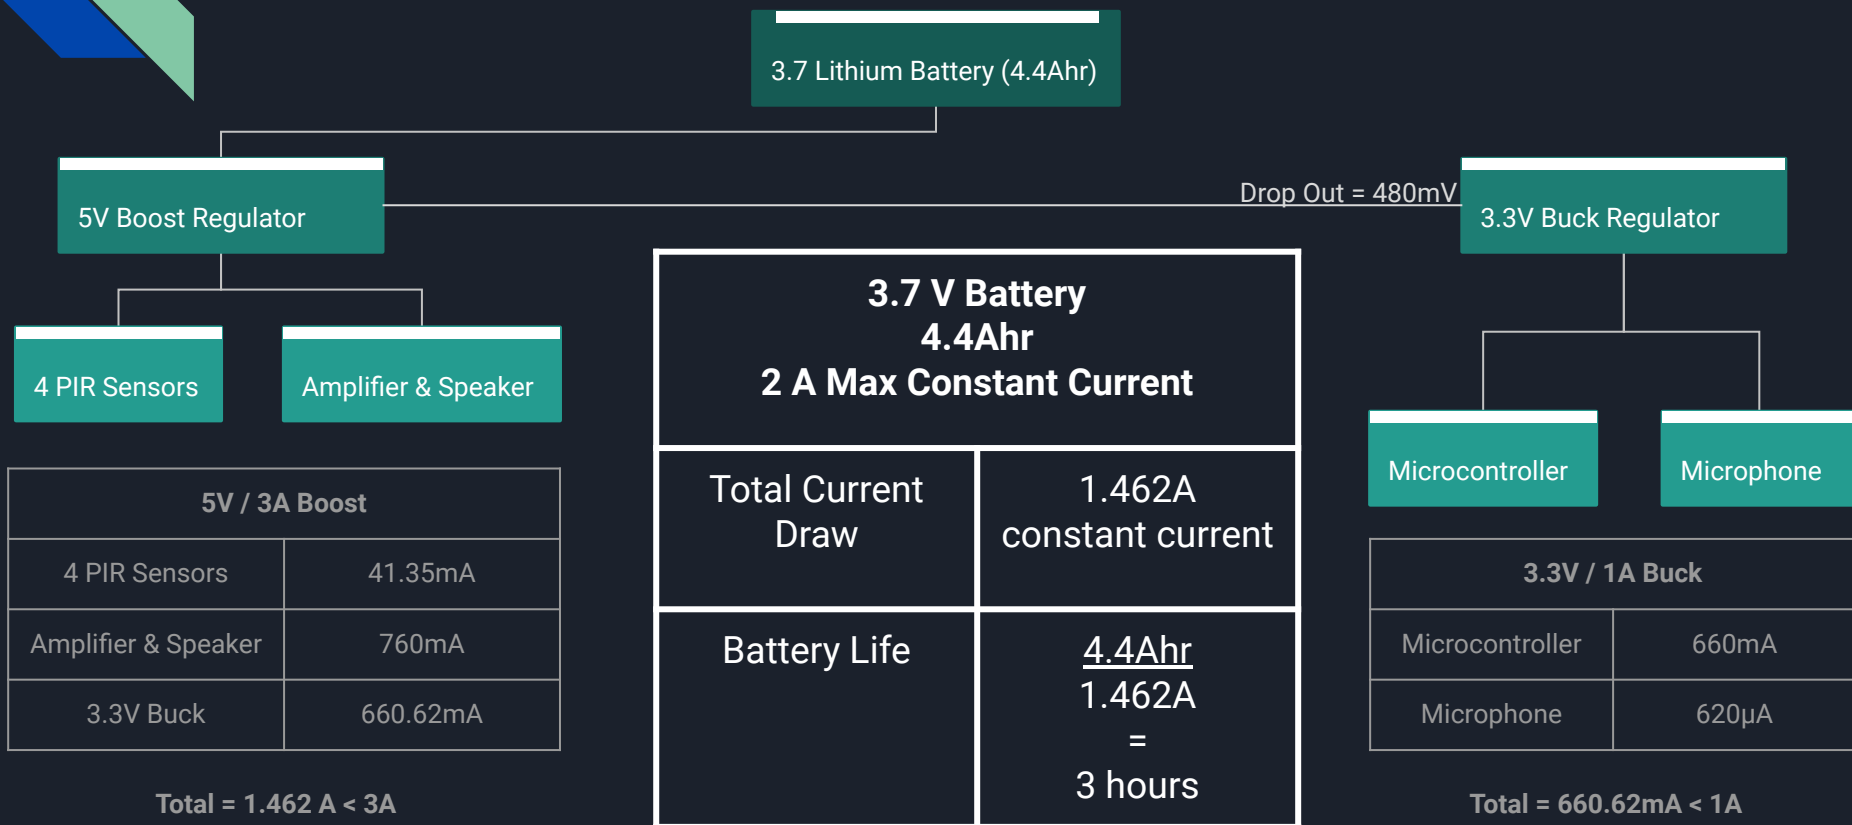 3.7 Lithium Battery (4.4Ahr)
5V Boost Regulator
Drop Out = 480mV
3.3V Buck Regulator
4 PIR Sensors
Amplifier & Speaker
Microcontroller
Microphone
5V / 3A Boost
4 PIR Sensors 41.35mA
Amplifier & Speaker 760mA
3.3V Buck 660.62mA
Total = 1.462 A < 3A
3.7 V Battery
4.4Ahr
2 A Max Constant Current
Total Current
Draw
1.462A
constant current
Battery Life
4.4Ahr
1.462A
=
3 hours
3.3V / 1A Buck
Microcontroller 660mA
Microphone 620µA
Total = 660.62mA < 1A